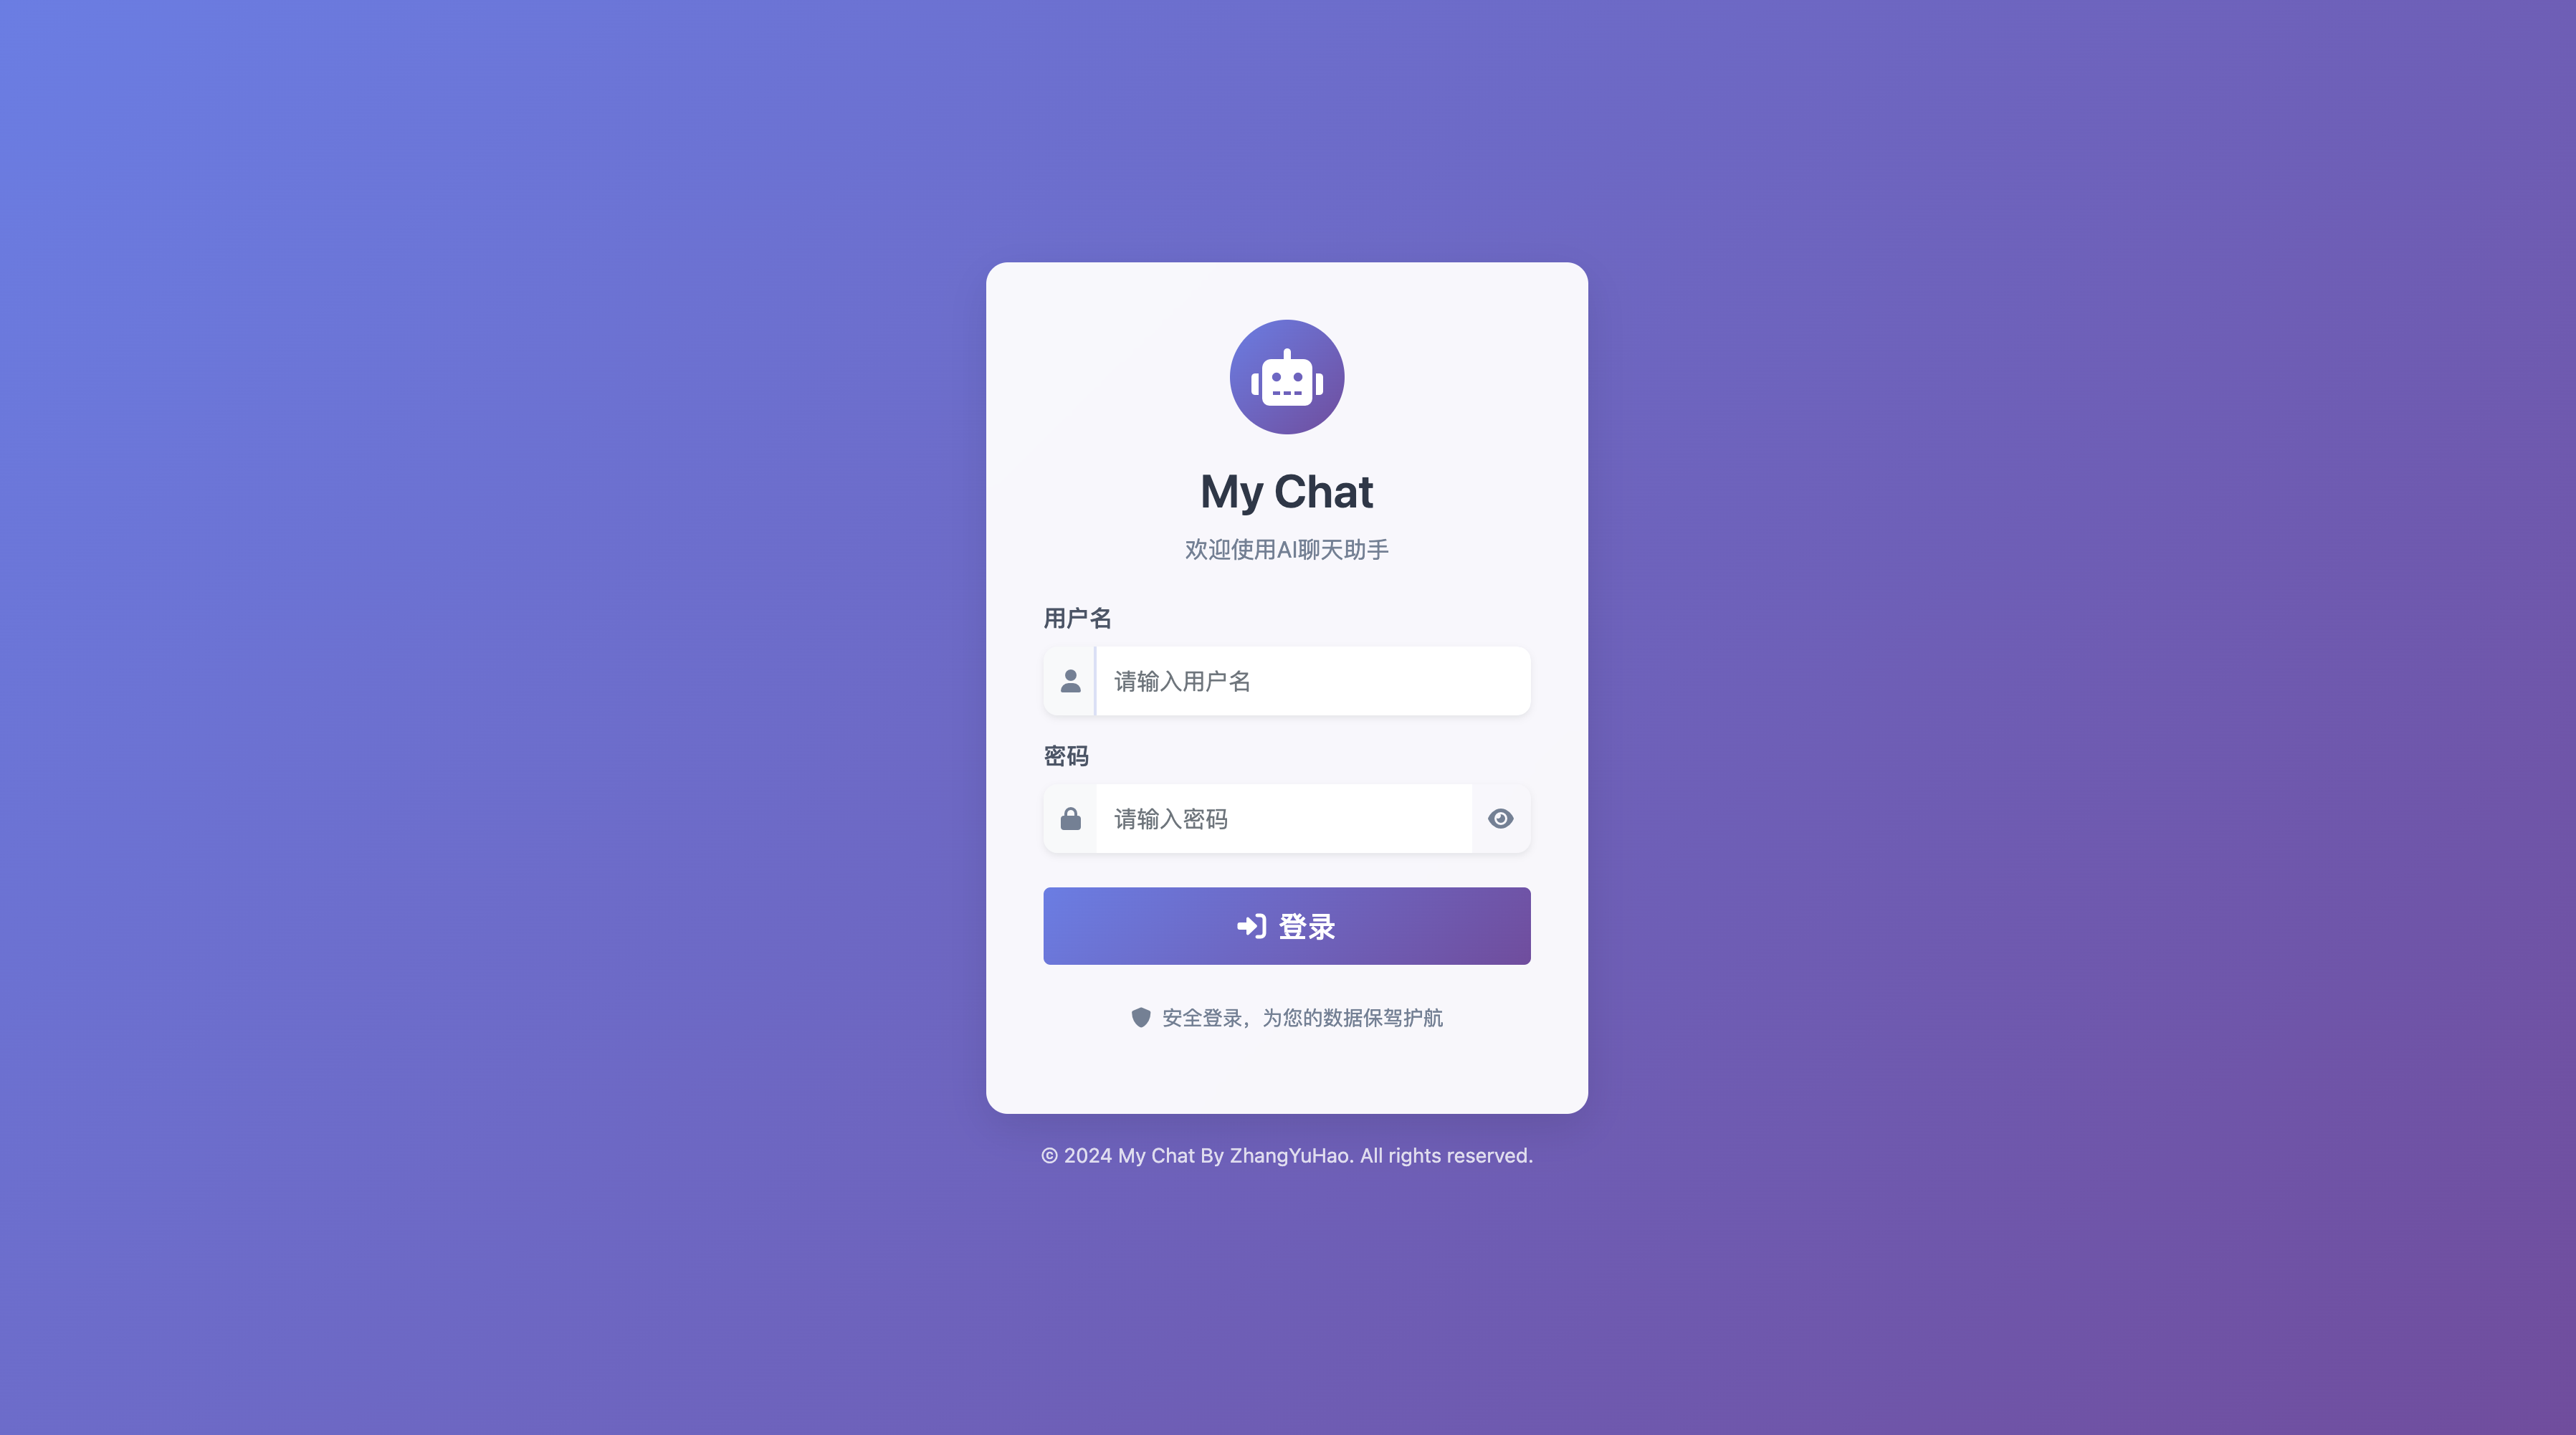 My Chat
欢迎使用AI聊天助手
用户名
请输入用户名
密码
请输入密码
登录
安全登录，为您的数据保驾护航
© 2024 My Chat By ZhangYuHao. All rights reserved.